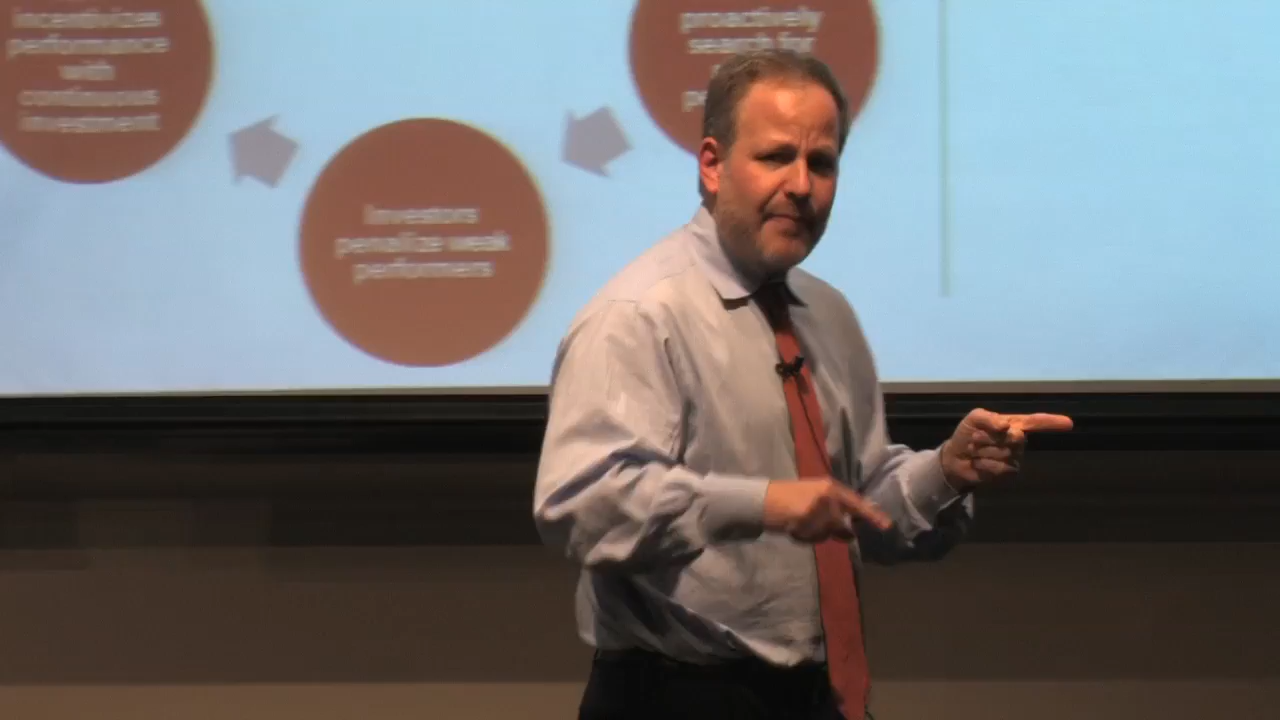 incentivizes
performance
with
continuous
investment
proactively
search for
Investors
penalize weak
performers